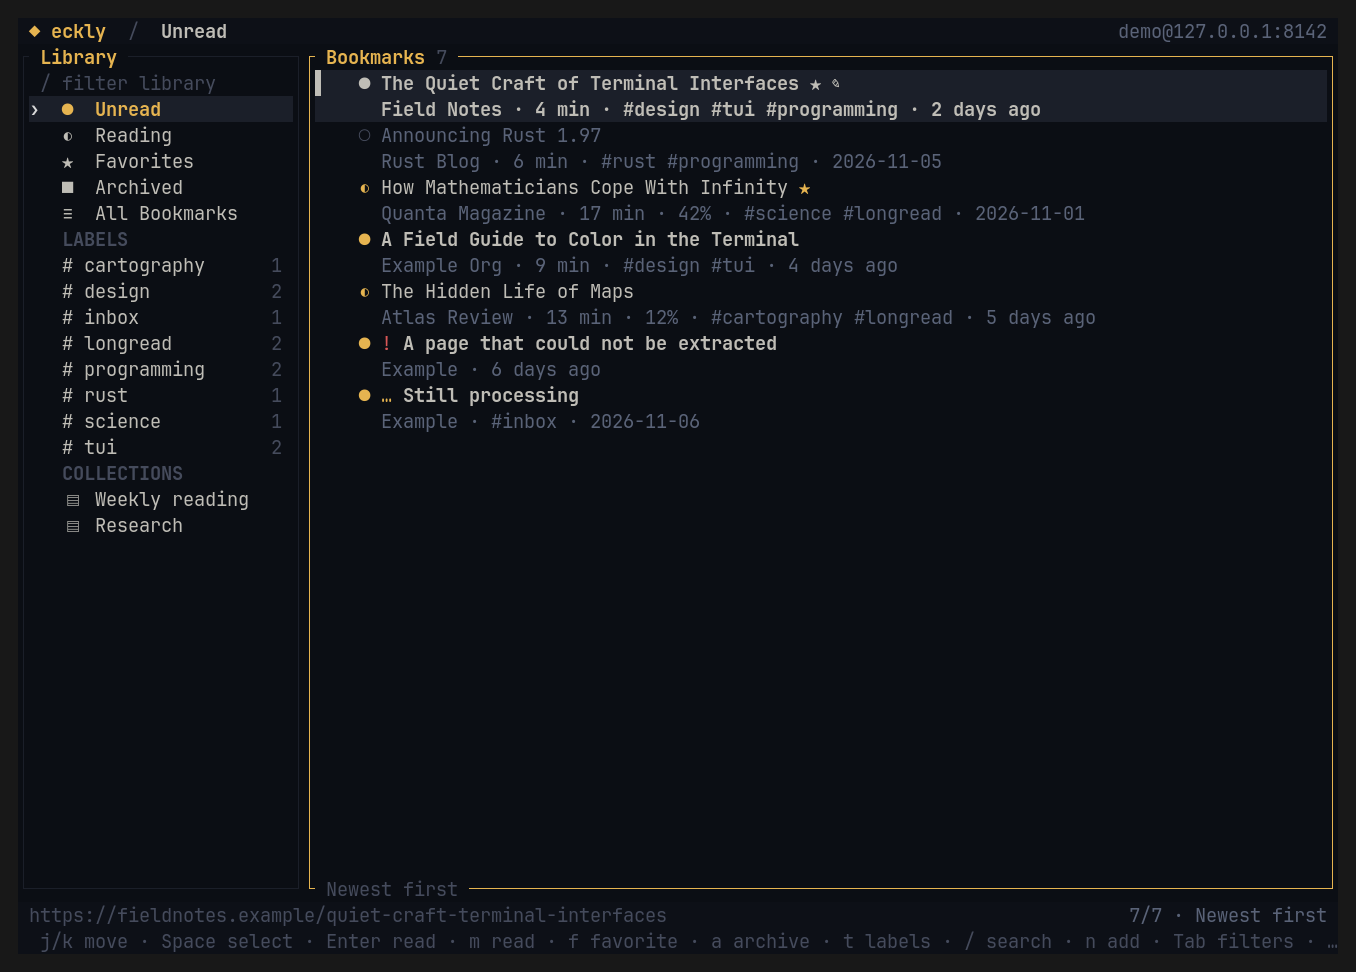 ◆ eckly / Unread
demo@127.0.0.1:8142
Library
/ filter library
❯ ● Unread
◐ Reading
★ Favorites
■ Archived
☰ All Bookmarks
LABELS
# cartography 1
# design 2
# inbox 1
# longread 2
# programming 2
# rust 1
# science 1
# tui 2
COLLECTIONS
▤ Weekly reading
▤ Research
Bookmarks 7
● The Quiet Craft of Terminal Interfaces ★ ✎
Field Notes · 4 min · #design #tui #programming · 2 days ago
○ Announcing Rust 1.97
Rust Blog · 6 min · #rust #programming · 2026-11-05
◐ How Mathematicians Cope With Infinity ★
Quanta Magazine · 17 min · 42% · #science #longread · 2026-11-01
● A Field Guide to Color in the Terminal
Example Org · 9 min · #design #tui · 4 days ago
◐ The Hidden Life of Maps
Atlas Review · 13 min · 12% · #cartography #longread · 5 days ago
● ! A page that could not be extracted
Example · 6 days ago
● … Still processing
Example · #inbox · 2026-11-06
Newest first
https://fieldnotes.example/quiet-craft-terminal-interfaces
7/7 · Newest first
j/k move · Space select · Enter read · m read · f favorite · a archive · t labels · / search · n add · Tab filters · …